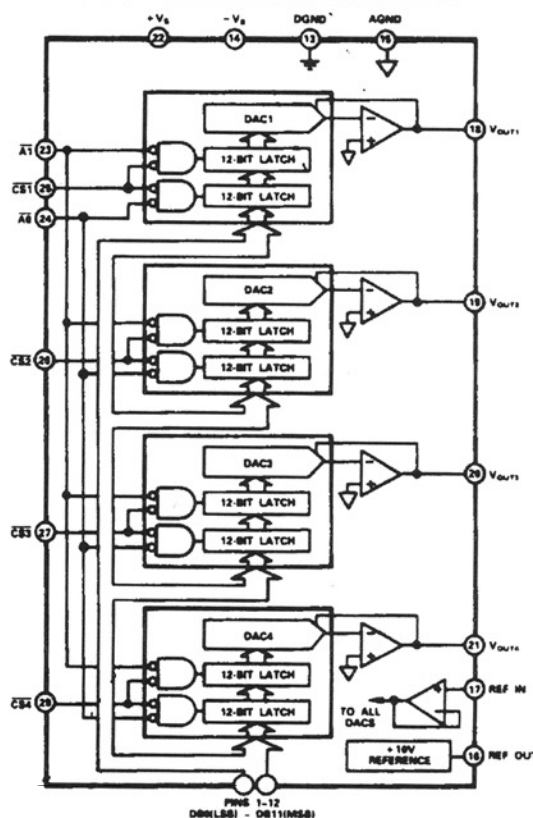 +VS -VS DGND AGND
22 14 13 15
DAC1
A1 23
12-BIT LATCH
18 VOUT1
CS1 25
12-BIT LATCH
A0 24
DAC2
19 VOUT2
12-BIT LATCH
CS2 26
12-BIT LATCH
DAC3
20 VOUT3
12-BIT LATCH
CS3 27
12-BIT LATCH
DAC4
21 VOUT4
12-BIT LATCH
17 REF IN
CS4 28
12-BIT LATCH
TO ALL
DACS
+10V
REFERENCE
16 REF OUT
PINS 1-12
DB0(LSB) - DB11(MSB)